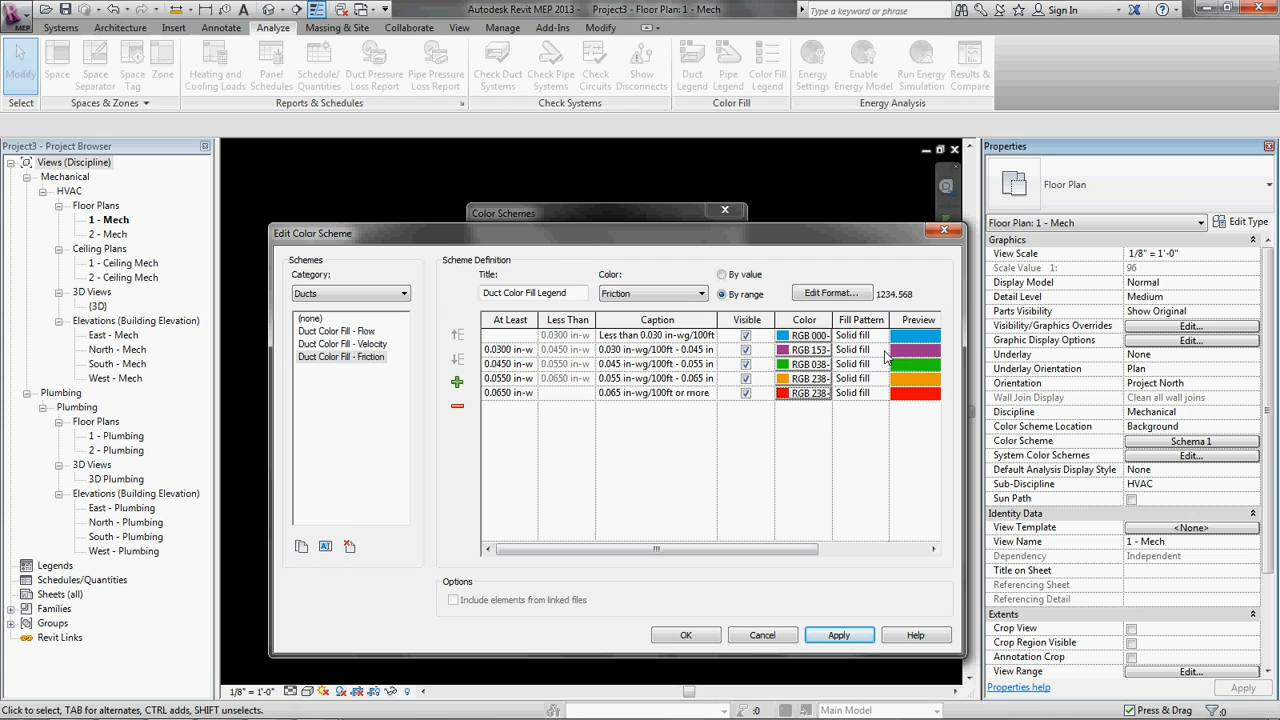 Autodesk Revit MEP 2013 - Project3 - Floor Plan: 1 - Mech
Type a keyword or phrase
Sign In
MEP
Systems
Architecture
Insert
Annotate
Analyze
Massing & Site
Collaborate
View
Manage
Add-Ins
Modify
Modify
Space
Space Separator
Space Tag
Zone
Heating and Cooling Loads
Panel Schedules
Schedule/ Quantities
Duct Pressure Loss Report
Pipe Pressure Loss Report
Check Duct Systems
Check Pipe Systems
Check Circuits
Show Disconnects
Duct Legend
Pipe Legend
Color Fill Legend
Energy Settings
Enable Energy Model
Run Energy Simulation
Results & Compare
Select
Spaces & Zones
Reports & Schedules
Check Systems
Color Fill
Energy Analysis
Project3 - Project Browser
Views (Discipline)
Mechanical
HVAC
Floor Plans
1 - Mech
2 - Mech
Ceiling Plans
1 - Ceiling Mech
2 - Ceiling Mech
3D Views
{3D}
Elevations (Building Elevation)
East - Mech
North - Mech
South - Mech
West - Mech
Plumbing
Plumbing
Floor Plans
1 - Plumbing
2 - Plumbing
3D Views
3D Plumbing
Elevations (Building Elevation)
East - Plumbing
North - Plumbing
South - Plumbing
West - Plumbing
Legends
Schedules/Quantities
Sheets (all)
Families
Groups
Revit Links
Color Schemes
Edit Color Scheme
Schemes
Category:
Ducts
(none)
Duct Color Fill - Flow
Duct Color Fill - Velocity
Duct Color Fill - Friction
Scheme Definition
Title:
Duct Color Fill Legend
Color:
Friction
By value
By range
Edit Format...
1234.568
At Least Less Than Caption Visible Color Fill Pattern Preview
0.0300 in-w Less than 0.030 in-wg/100ft RGB 000- Solid fill
0.0300 in-w 0.0450 in-w 0.030 in-wg/100ft - 0.045 in RGB 153- Solid fill
0.0450 in-w 0.0550 in-w 0.045 in-wg/100ft - 0.055 in RGB 038- Solid fill
0.0550 in-w 0.0650 in-w 0.055 in-wg/100ft - 0.065 in RGB 238- Solid fill
0.0650 in-w 0.065 in-wg/100ft or more RGB 238- Solid fill
Options
Include elements from linked files
OK
Cancel
Apply
Help
Properties
Floor Plan
Floor Plan: 1 - Mech
Edit Type
Graphics
View Scale 1/8" = 1'-0"
Scale Value 1: 96
Display Model Normal
Detail Level Medium
Parts Visibility Show Original
Visibility/Graphics Overrides Edit...
Graphic Display Options Edit...
Underlay None
Underlay Orientation Plan
Orientation Project North
Wall Join Display Clean all wall joins
Discipline Mechanical
Color Scheme Location Background
Color Scheme Schema 1
System Color Schemes Edit...
Default Analysis Display Style None
Sub-Discipline HVAC
Sun Path
Identity Data
View Template <None>
View Name 1 - Mech
Dependency Independent
Title on Sheet
Referencing Sheet
Referencing Detail
Extents
Crop View
Crop Region Visible
Annotation Crop
View Range Edit...
Properties help
Apply
1/8" = 1'-0"
Click to select, TAB for alternates, CTRL adds, SHIFT unselects.
:0
Main Model
Press & Drag
:0